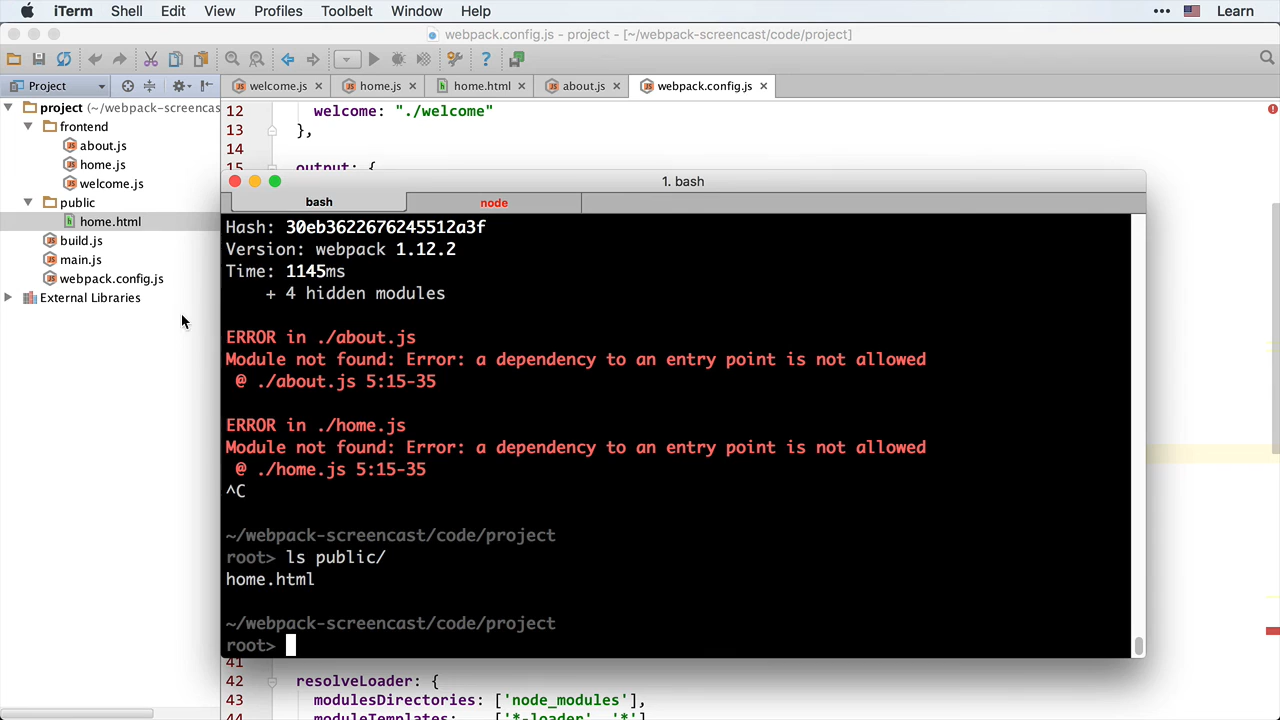 iTerm Shell Edit View Profiles Toolbelt Window Help ••• Learn
webpack.config.js - project - [~/webpack-screencast/code/project]
Project welcome.js home.js home.html about.js webpack.config.js
project (~/webpack-screencas
frontend
about.js
home.js
welcome.js
public
home.html
build.js
main.js
webpack.config.js
External Libraries
12 welcome: "./welcome"
13 },
14
15 output: {
1. bash
bash node
Hash: 30eb3622676245512a3f
Version: webpack 1.12.2
Time: 1145ms
+ 4 hidden modules
ERROR in ./about.js
Module not found: Error: a dependency to an entry point is not allowed
@ ./about.js 5:15-35
ERROR in ./home.js
Module not found: Error: a dependency to an entry point is not allowed
@ ./home.js 5:15-35
^C
~/webpack-screencast/code/project
root> ls public/
home.html
~/webpack-screencast/code/project
root>
41
42 resolveLoader: {
43 modulesDirectories: ['node_modules'],
44 moduleTemplates: ['*-loader', '*']